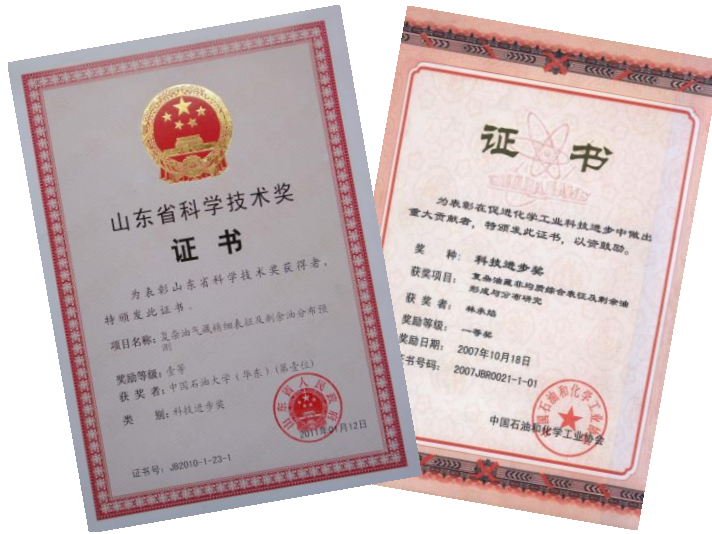 山东省科学技术奖
证书
为表彰山东省科学技术奖获得者，
特颁发此证书。
项目名称：复杂油气藏精细表征及剩余油分布预
测
奖励等级：壹等
获 奖 者：中国石油大学（华东）（第壹位）
类 别：科技进步奖
山东省人民政府
2011年01月12日
证书号：JB2010-1-23-1
证 书
为表彰在促进化学工业科技进步中做出
重大贡献者，特颁发此证书，以资鼓励。
奖 种：科技进步奖
获奖项目：复杂油藏非均质综合表征及剩余油
形成与分布研究
获 奖 者：林承焰
奖励等级：一等奖
奖励日期：2007年10月18日
证书号码：2007JBR0021-1-01
中国石油和化学工业协会